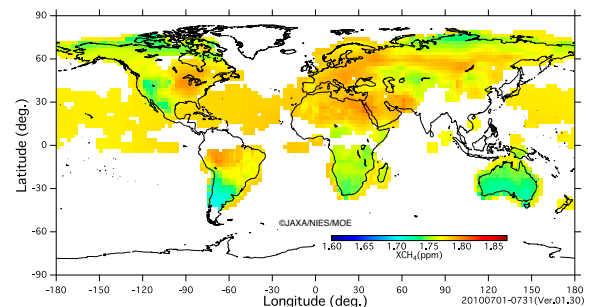 90
60
30
0
-30
-60
-90
Latitude (deg.)
-180 -150 -120 -90 -60 -30 0 30 60 90 120 150 180
Longitude (deg.)
©JAXA/NIES/MOE
1.60 1.65 1.70 1.75 1.80 1.85
XCH₄(ppm)
20100701-0731(Ver.01.30)